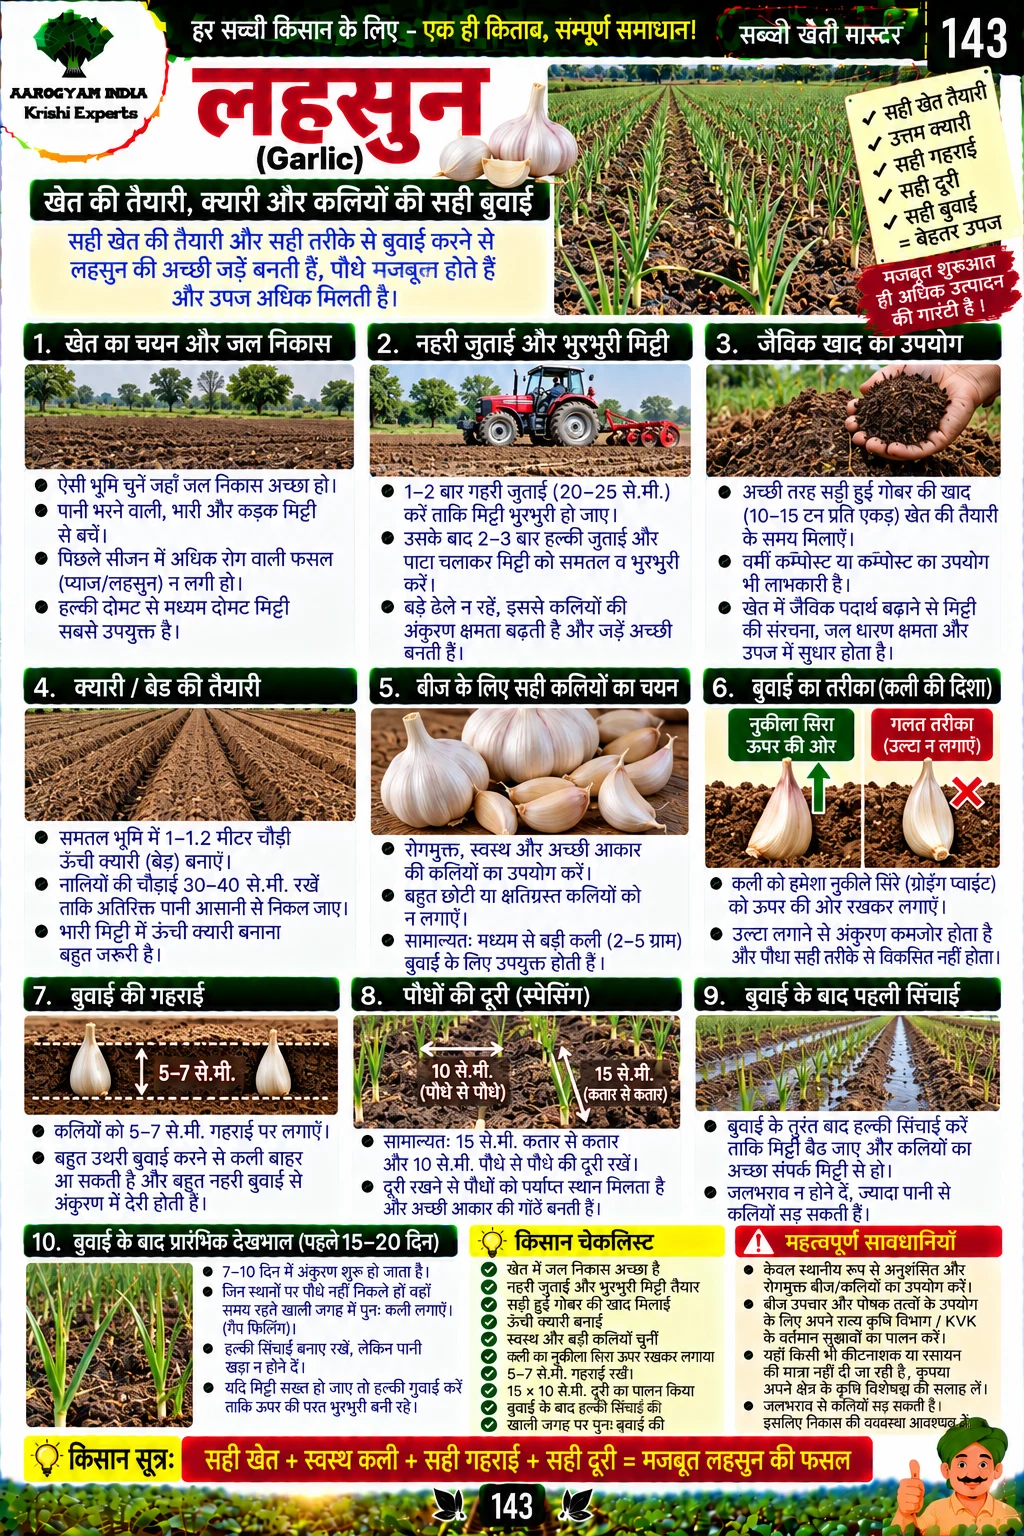 हर सच्ची किसान के लिए – एक ही किताब, सम्पूर्ण समाधान!
सब्ज़ी खेती मास्टर
143
AAROGYAM INDIA
Krishi Experts
लहसुन
(Garlic)
सही खेत तैयारी
उत्तम क्यारी
सही गहराई
सही दूरी
सही बुवाई
= बेहतर उपज
मजबूत शुरुआत
ही अधिक उत्पादन
की गारंटी है !
खेत की तैयारी, क्यारी और कलियों की सही बुवाई
सही खेत की तैयारी और सही तरीके से बुवाई करने से
लहसुन की अच्छी जड़ें बनती हैं, पौधे मजबूत होते हैं
और उपज अधिक मिलती है।
1. खेत का चयन और जल निकास
ऐसी भूमि चुनें जहाँ जल निकास अच्छा हो।
पानी भरने वाली, भारी और कड़क मिट्टी
से बचें।
पिछले सीजन में अधिक रोग वाली फसल
(प्याज/लहसुन) न लगी हो।
हल्की दोमट से मध्यम दोमट मिट्टी
सबसे उपयुक्त है।
2. नहरी जुताई और भुरभुरी मिट्टी
1–2 बार गहरी जुताई (20–25 से.मी.)
करें ताकि मिट्टी भुरभुरी हो जाए।
उसके बाद 2–3 बार हल्की जुताई और
पाटा चलाकर मिट्टी को समतल व भुरभुरी
करें।
बड़े ढेले न रहें, इससे कलियों की
अंकुरण क्षमता बढ़ती है और जड़ें अच्छी
बनती हैं।
3. जैविक खाद का उपयोग
अच्छी तरह सड़ी हुई गोबर की खाद
(10–15 टन प्रति एकड़) खेत की तैयारी
के समय मिलाएं।
वर्मी कम्पोस्ट या कम्पोस्ट का उपयोग
भी लाभकारी है।
खेत में जैविक पदार्थ बढ़ाने से मिट्टी
की संरचना, जल धारण क्षमता और
उपज में सुधार होता है।
4. क्यारी / बेड की तैयारी
समतल भूमि में 1–1.2 मीटर चौड़ी
ऊँची क्यारी (बेड़) बनाएं।
नालियों की चौड़ाई 30–40 से.मी. रखें
ताकि अतिरिक्त पानी आसानी से निकल जाए।
भारी मिट्टी में ऊंची क्यारी बनाना
बहुत जरूरी है।
5. बीज के लिए सही कलियों का चयन
रोगमुक्त, स्वस्थ और अच्छी आकार
की कलियों का उपयोग करें।
बहुत छोटी या क्षतिग्रस्त कलियों को
न लगाएं।
सामाल्यतः मध्यम से बड़ी कली (2–5 ग्राम)
बुवाई के लिए उपयुक्त होती हैं।
6. बुवाई का तरीका (कली की दिशा)
नुकीला सिरा
ऊपर की ओर
गलत तरीका
(उल्टा न लगाएं)
कली को हमेशा नुकीले सिरे (ग्रोइंग प्वाइंट)
को ऊपर की ओर रखकर लगाएं।
उल्टा लगाने से अंकुरण कमजोर होता है
और पौधा सही तरीके से विकसित नहीं होता।
7. बुवाई की गहराई
5–7 से.मी.
कलियों को 5–7 से.मी. गहराई पर लगाएं।
बहुत उथरी बुवाई करने से कली बाहर
आ सकती है और बहुत नहरी बुवाई से
अंकुरण में देरी होती हैं।
8. पौधों की दूरी (स्पेसिंग)
10 से.मी.
(पौधे से पौधे)
15 से.मी.
(कतार से कतार)
सामाल्यतः 15 से.मी. कतार से कतार
और 10 से.मी. पौधे से पौधे की दूरी रखें।
दूरी रखने से पौधों को पर्याप्त स्थान मिलता है
और अच्छी आकार की गांठें बनती हैं।
9. बुवाई के बाद पहली सिंचाई
बुवाई के तुरंत बाद हल्की सिंचाई करें
ताकि मिट्टी बैठ जाए और कलियों का
अच्छा संपर्क मिट्टी से हो।
जलभराव न होने दें, ज्यादा पानी से
कलियों सड़ सकती हैं।
10. बुवाई के बाद प्रारंभिक देखभाल (पहले 15–20 दिन)
7–10 दिन में अंकुरण शुरू हो जाता है।
जिन स्थानों पर पौधे नहीं निकले हों वहां
समय रहते खाली जगह में पुनः कली लगाएं।
(गैप फिलिंग)।
हल्की सिंचाई बनाए रखें, लेकिन पानी
खड़ा न होने दें।
यदि मिट्टी सख्त हो जाए तो हल्की गुवाई करें
ताकि ऊपर की परत भुरभुरी बनी रहे।
किसान चेकलिस्ट
खेत में जल निकास अच्छा है
नहरी जुताई और भुरभुरी मिट्टी तैयार
सड़ी हुई गोबर की खाद मिलाई
ऊँची क्यारी बनाई
स्वस्थ और बड़ी कलियों चुनीं
कली का नुकीला सिरा ऊपर रखकर लगाया
5–7 से.मी. गहराई रखें।
15 x 10 से.मी. दूरी का पालन किया
बुवाई के बाद हल्की सिंचाई की
खाली जगह पर पुनः बुवाई की
महत्वपूर्ण सावधानियाँ
केवल स्थानीय रूप से अनुशंसित और
रोगमुक्त बीज/कलियों का उपयोग करें।
बीज उपचार और पोषक तत्वों के उपयोग
के लिए अपने राज्य कृषि विभाग / KVK
के वर्तमान सुझावों का पालन करें।
यहाँ किसी भी कीटनाशक या रसायन
की मात्रा नहीं दी जा रही है, कृपया
अपने क्षेत्र के कृषि विशेषज्ञ की सलाह लें।
जलभराव से कलियों सड़ सकती है।
इसलिए निकास की व्यवस्था आवश्यक
किसान सूत्र:
सही खेत + स्वस्थ कली + सही गहराई + सही दूरी = मजबूत लहसुन की फसल
143